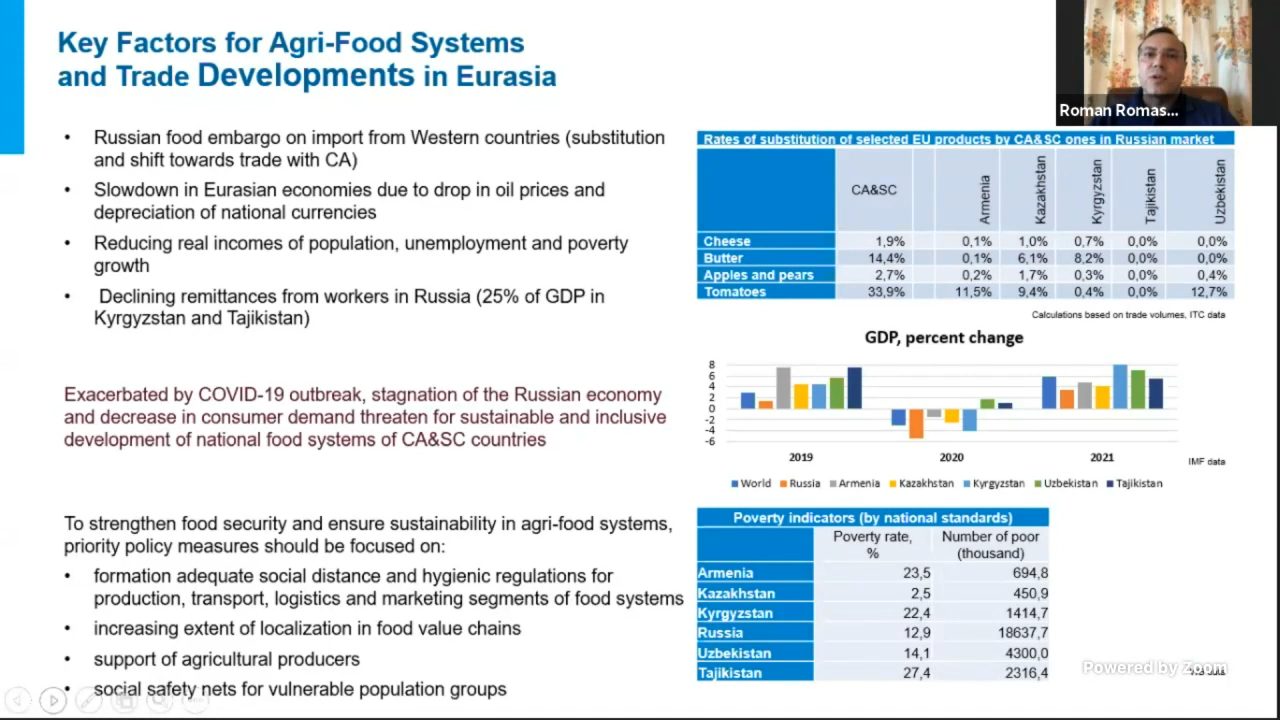 Key Factors for Agri-Food Systems
and Trade Developments in Eurasia
Roman Romas...
• Russian food embargo on import from Western countries (substitution
and shift towards trade with CA)
• Slowdown in Eurasian economies due to drop in oil prices and
depreciation of national currencies
• Reducing real incomes of population, unemployment and poverty
growth
• Declining remittances from workers in Russia (25% of GDP in
Kyrgyzstan and Tajikistan)
Exacerbated by COVID-19 outbreak, stagnation of the Russian economy
and decrease in consumer demand threaten for sustainable and inclusive
development of national food systems of CA&SC countries
To strengthen food security and ensure sustainability in agri-food systems,
priority policy measures should be focused on:
• formation adequate social distance and hygienic regulations for
production, transport, logistics and marketing segments of food systems
• increasing extent of localization in food value chains
• support of agricultural producers
• social safety nets for vulnerable population groups
Rates of substitution of selected EU products by CA&SC ones in Russian market
CA&SC Armenia Kazakhstan Kyrgyzstan Tajikistan Uzbekistan
Cheese 1,9% 0,1% 1,0% 0,7% 0,0% 0,0%
Butter 14,4% 0,1% 6,1% 8,2% 0,0% 0,0%
Apples and pears 2,7% 0,2% 1,7% 0,3% 0,0% 0,4%
Tomatoes 33,9% 11,5% 9,4% 0,4% 0,0% 12,7%
Calculations based on trade volumes, ITC data
GDP, percent change
8
6
4
2
0
-2
-4
-6
2019 2020 2021
IMF data
World Russia Armenia Kazakhstan Kyrgyzstan Uzbekistan Tajikistan
Poverty indicators (by national standards)
Poverty rate, Number of poor
% (thousand)
Armenia 23,5 694,8
Kazakhstan 2,5 450,9
Kyrgyzstan 22,4 1414,7
Russia 12,9 18637,7
Uzbekistan 14,1 4300,0
Tajikistan 27,4 2316,4
Powered by Zoom